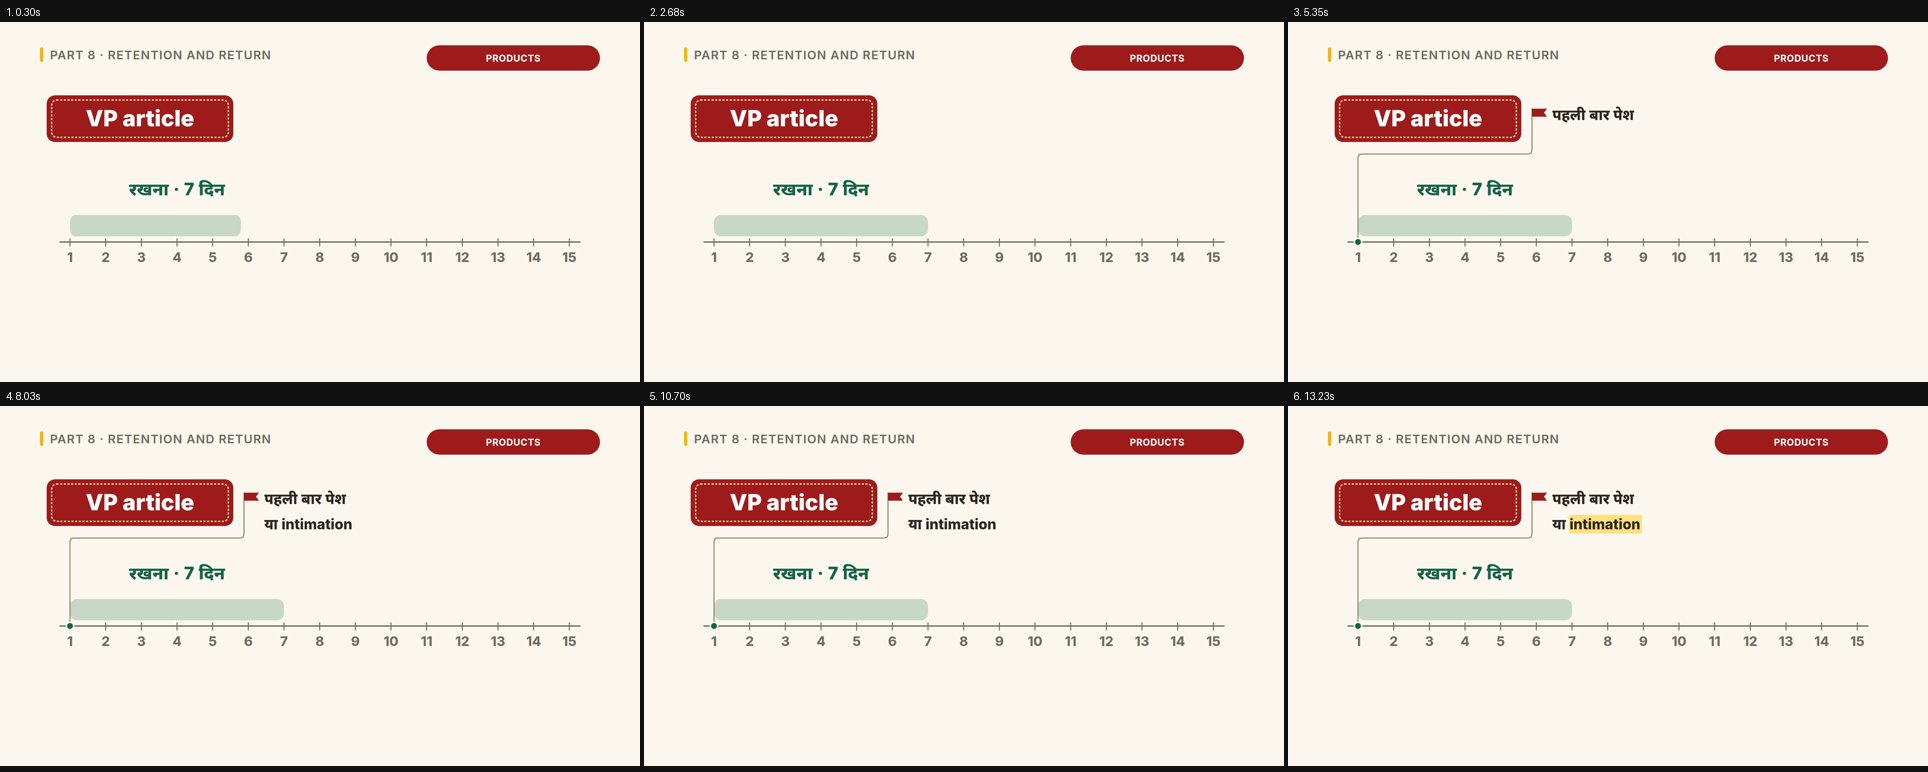 1. 0.30s
PART 8 · RETENTION AND RETURN
PRODUCTS
VP article
रखना · 7 दिन
1 2 3 4 5 6 7 8 9 10 11 12 13 14 15
2. 2.68s
PART 8 · RETENTION AND RETURN
PRODUCTS
VP article
रखना · 7 दिन
1 2 3 4 5 6 7 8 9 10 11 12 13 14 15
3. 5.35s
PART 8 · RETENTION AND RETURN
PRODUCTS
VP article
पहली बार पेश
रखना · 7 दिन
1 2 3 4 5 6 7 8 9 10 11 12 13 14 15
4. 8.03s
PART 8 · RETENTION AND RETURN
PRODUCTS
VP article
पहली बार पेश
या intimation
रखना · 7 दिन
1 2 3 4 5 6 7 8 9 10 11 12 13 14 15
5. 10.70s
PART 8 · RETENTION AND RETURN
PRODUCTS
VP article
पहली बार पेश
या intimation
रखना · 7 दिन
1 2 3 4 5 6 7 8 9 10 11 12 13 14 15
6. 13.23s
PART 8 · RETENTION AND RETURN
PRODUCTS
VP article
पहली बार पेश
या intimation
रखना · 7 दिन
1 2 3 4 5 6 7 8 9 10 11 12 13 14 15